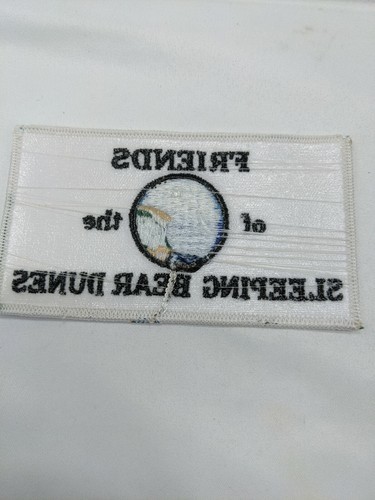 FRIENDS
of the
SLEEPING BEAR DUNES